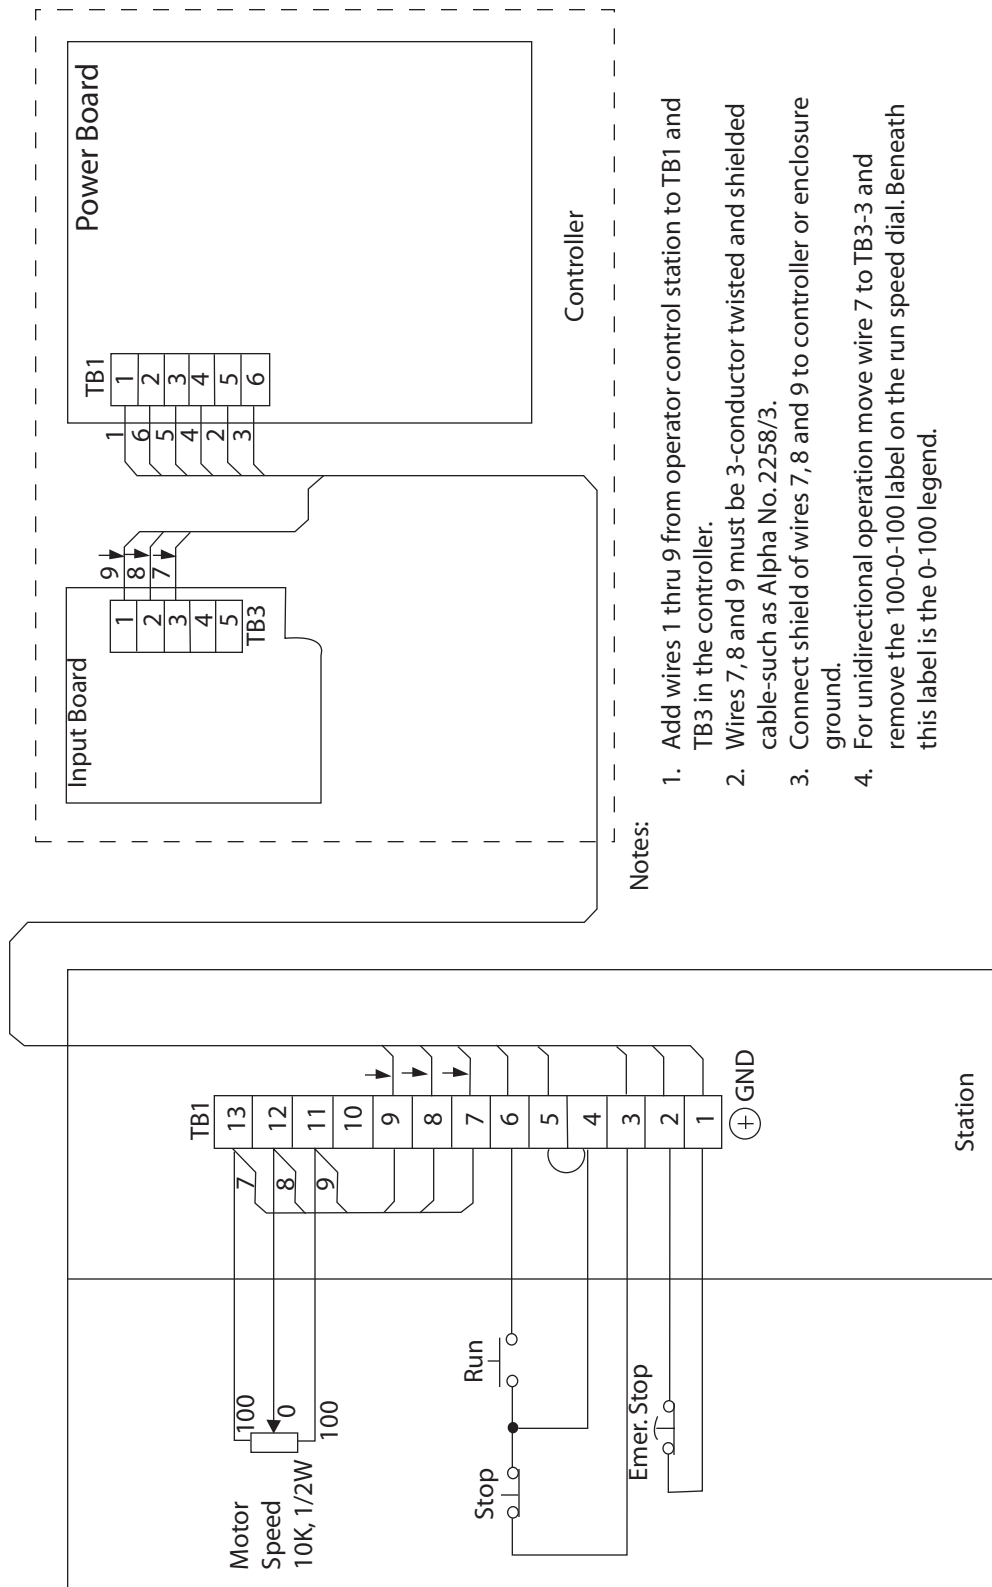 Motor
Speed
10K, 1/2W
100
0
100
7
8
9
TB1
13
12
11
10
9
8
7
6
5
4
3
2
1
GND
Stop
Run
Emer. Stop
Station
Input Board
9
8
7
1
2
3
4
5
TB3
Power Board
TB1
1
2
3
4
5
6
1
6
5
4
2
3
Controller
Notes:
1. Add wires 1 thru 9 from operator control station to TB1 and
TB3 in the controller.
2. Wires 7, 8 and 9 must be 3-conductor twisted and shielded
cable-such as Alpha No. 2258/3.
3. Connect shield of wires 7, 8 and 9 to controller or enclosure
ground.
4. For unidirectional operation move wire 7 to TB3-3 and
remove the 100-0-100 label on the run speed dial. Beneath
this label is the 0-100 legend.